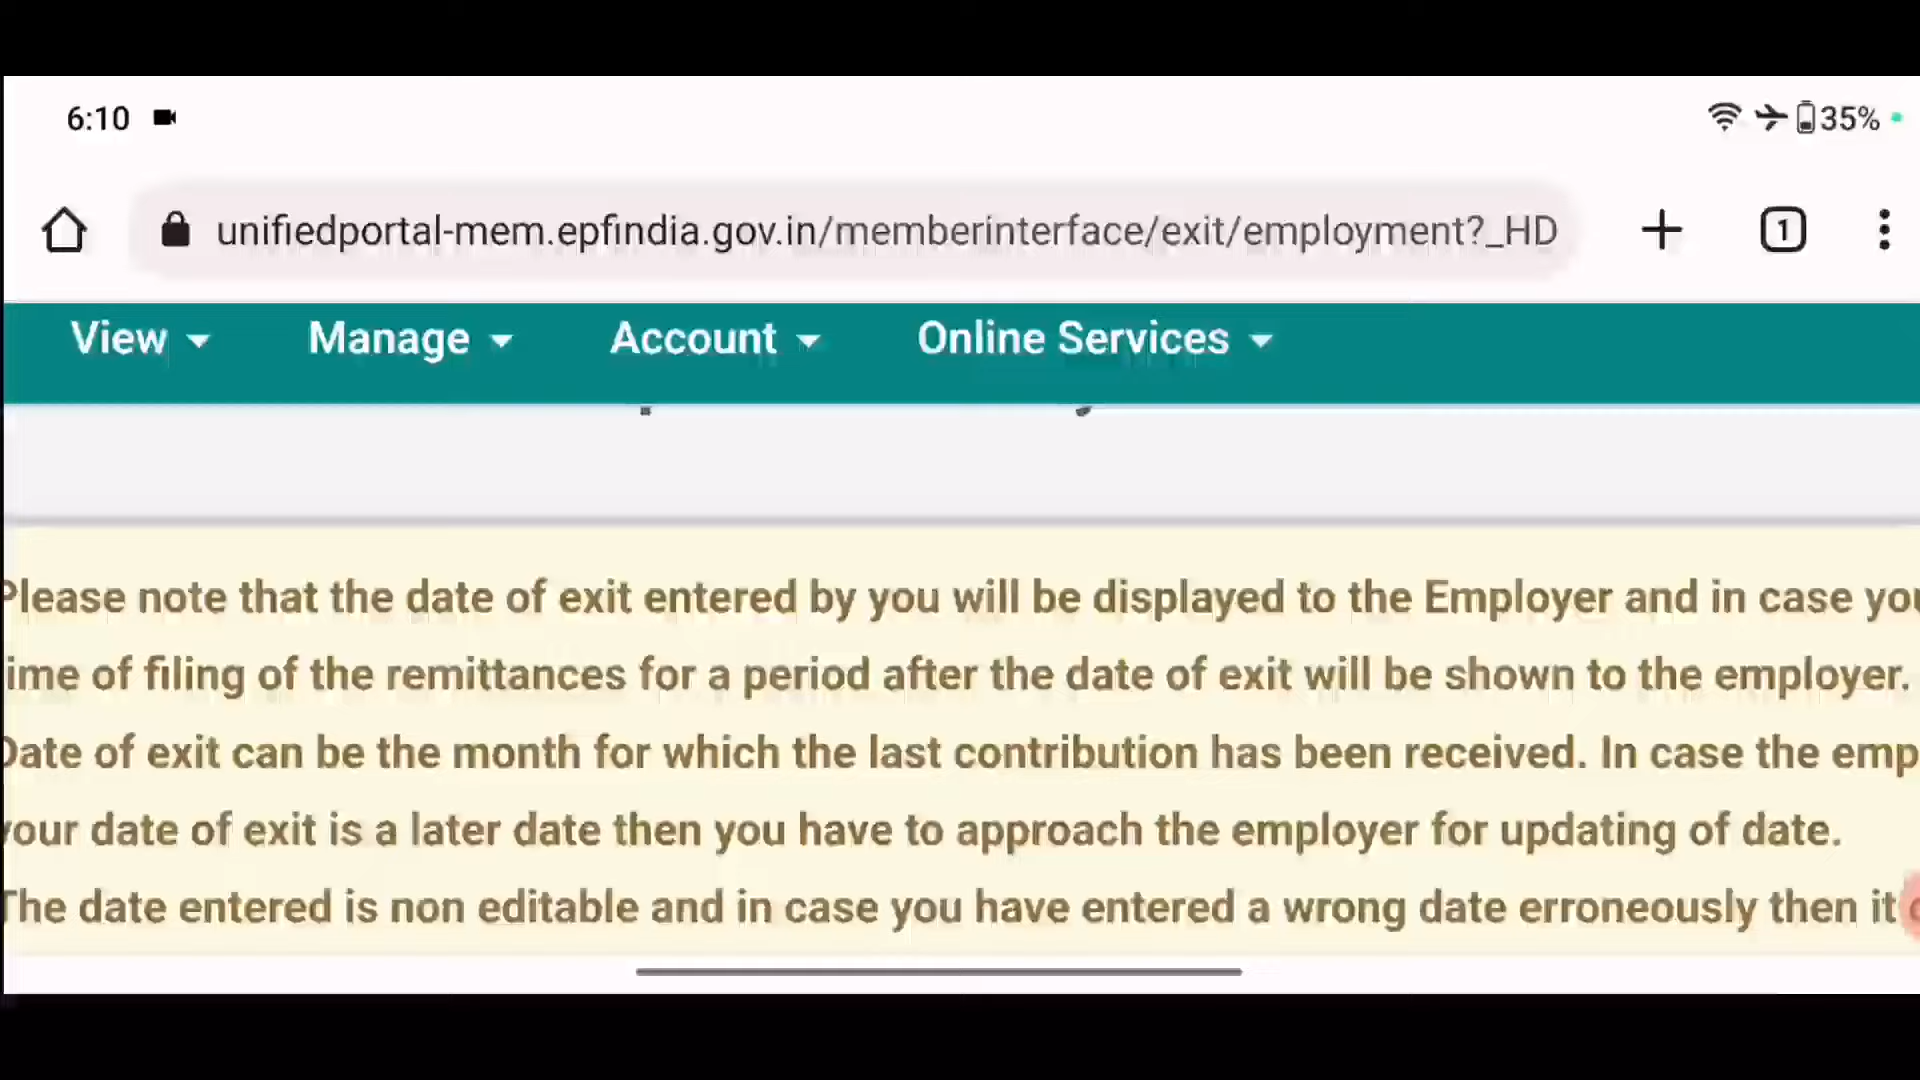 6:10
35%
unifiedportal-mem.epfindia.gov.in/memberinterface/exit/employment?_HD
1
View Manage Account Online Services
Please note that the date of exit entered by you will be displayed to the Employer and in case you
ime of filing of the remittances for a period after the date of exit will be shown to the employer.
Date of exit can be the month for which the last contribution has been received. In case the emp
your date of exit is a later date then you have to approach the employer for updating of date.
The date entered is non editable and in case you have entered a wrong date erroneously then it